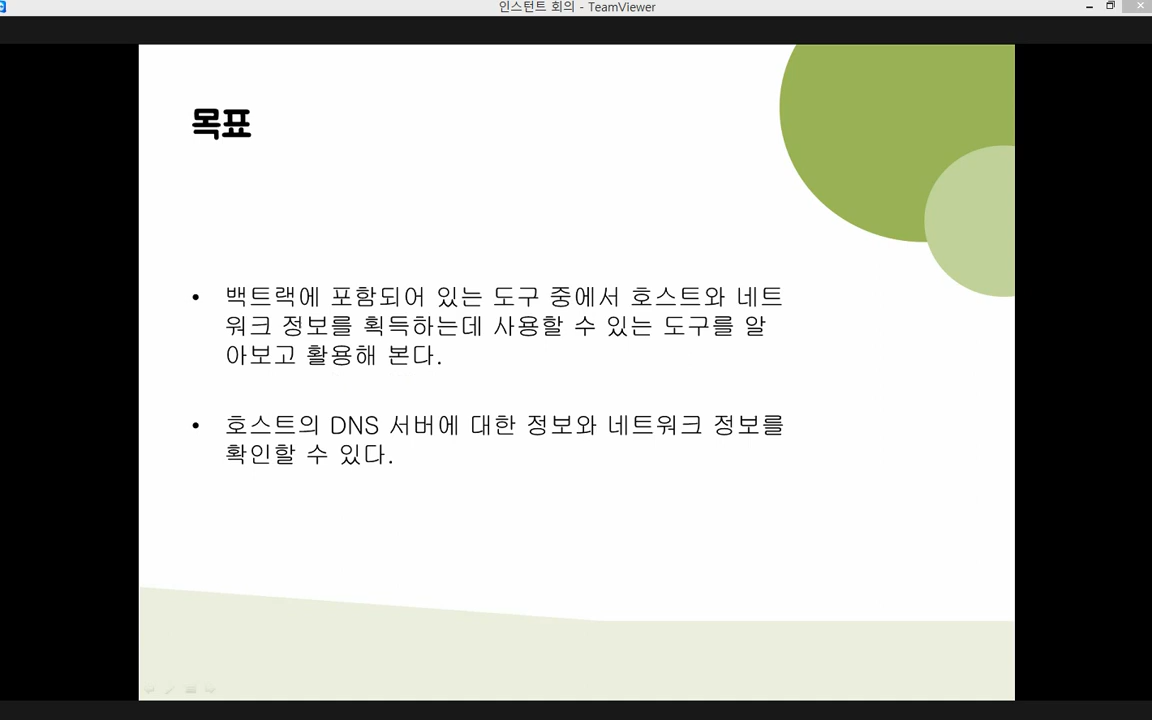 인스턴트 회의 - TeamViewer
목표
• 백트랙에 포함되어 있는 도구 중에서 호스트와 네트
워크 정보를 획득하는데 사용할 수 있는 도구를 알
아보고 활용해 본다.
• 호스트의 DNS 서버에 대한 정보와 네트워크 정보를
확인할 수 있다.